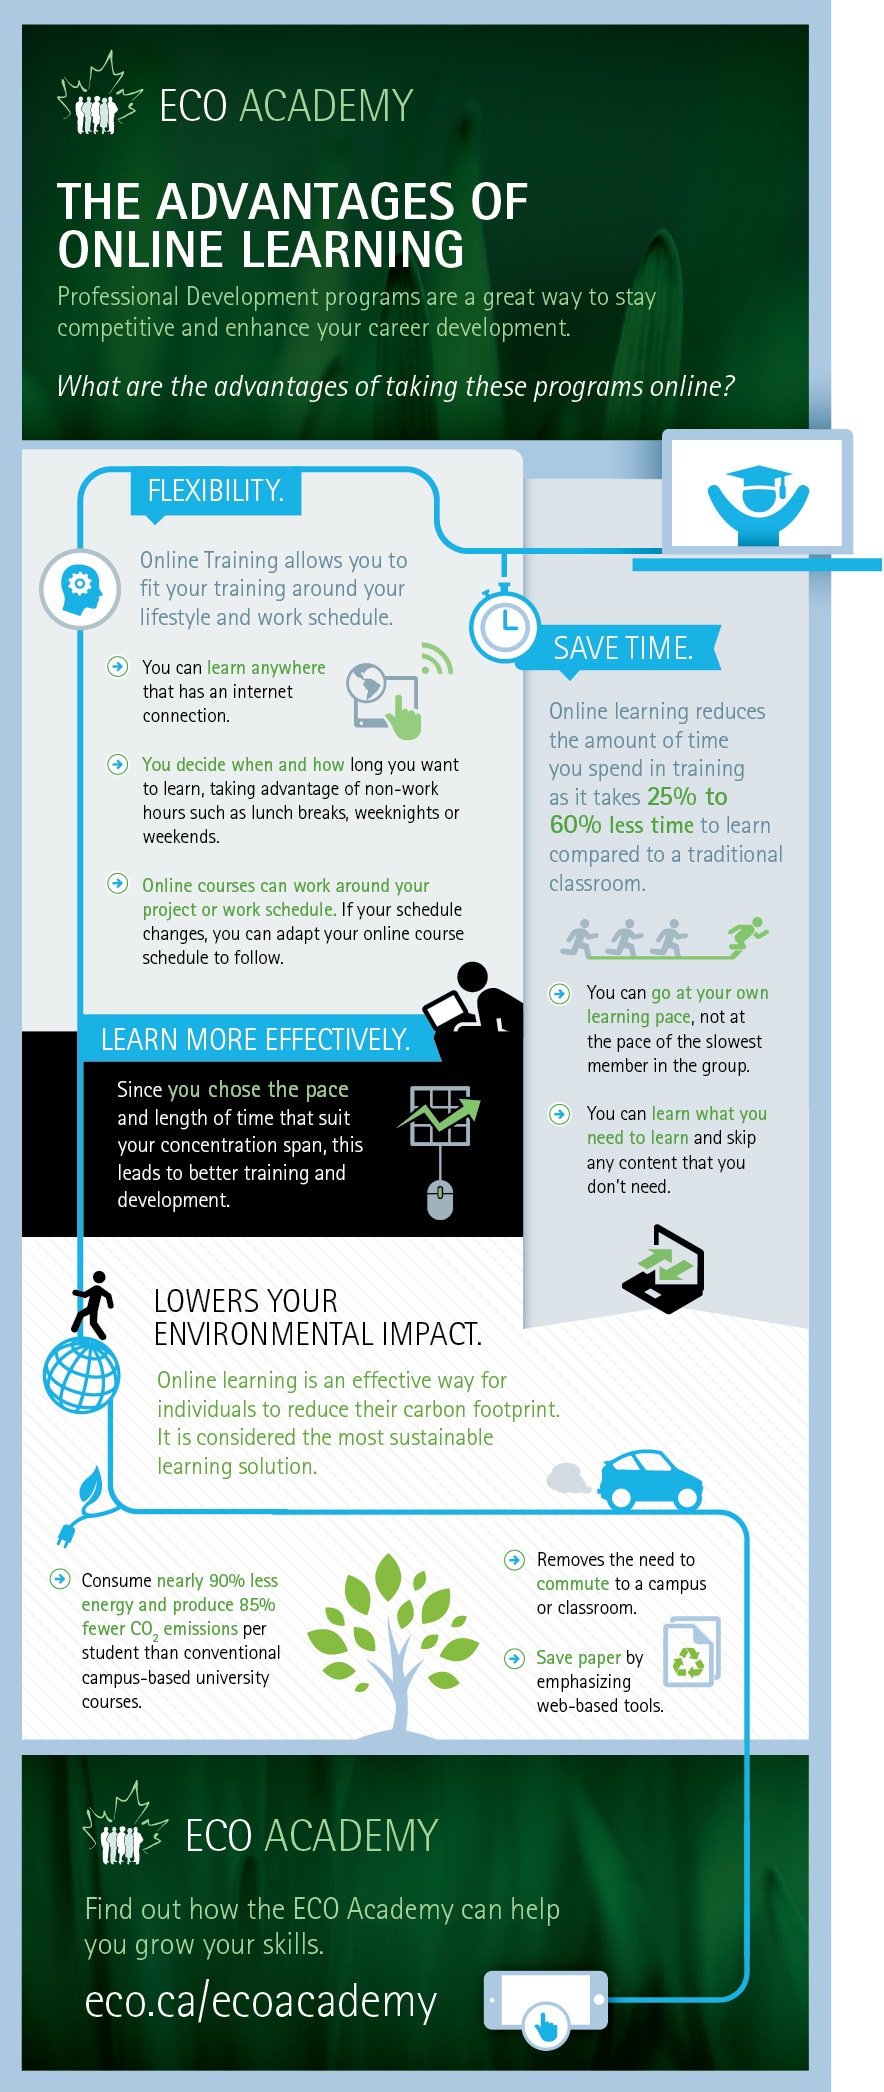 ECO ACADEMY
THE ADVANTAGES OF
ONLINE LEARNING
Professional Development programs are a great way to stay
competitive and enhance your career development.
What are the advantages of taking these programs online?
FLEXIBILITY.
Online Training allows you to
fit your training around your
lifestyle and work schedule.
You can learn anywhere
that has an internet
connection.
You decide when and how long you want
to learn, taking advantage of non-work
hours such as lunch breaks, weeknights or
weekends.
Online courses can work around your
project or work schedule. If your schedule
changes, you can adapt your online course
schedule to follow.
SAVE TIME.
Online learning reduces
the amount of time
you spend in training
as it takes 25% to
60% less time to learn
compared to a traditional
classroom.
You can go at your own
learning pace, not at
the pace of the slowest
member in the group.
You can learn what you
need to learn and skip
any content that you
don't need.
LEARN MORE EFFECTIVELY.
Since you chose the pace
and length of time that suit
your concentration span, this
leads to better training and
development.
LOWERS YOUR
ENVIRONMENTAL IMPACT.
Online learning is an effective way for
individuals to reduce their carbon footprint.
It is considered the most sustainable
learning solution.
Consume nearly 90% less
energy and produce 85%
fewer CO2 emissions per
student than conventional
campus-based university
courses.
Removes the need to
commute to a campus
or classroom.
Save paper by
emphasizing
web-based tools.
ECO ACADEMY
Find out how the ECO Academy can help
you grow your skills.
eco.ca/ecoacademy